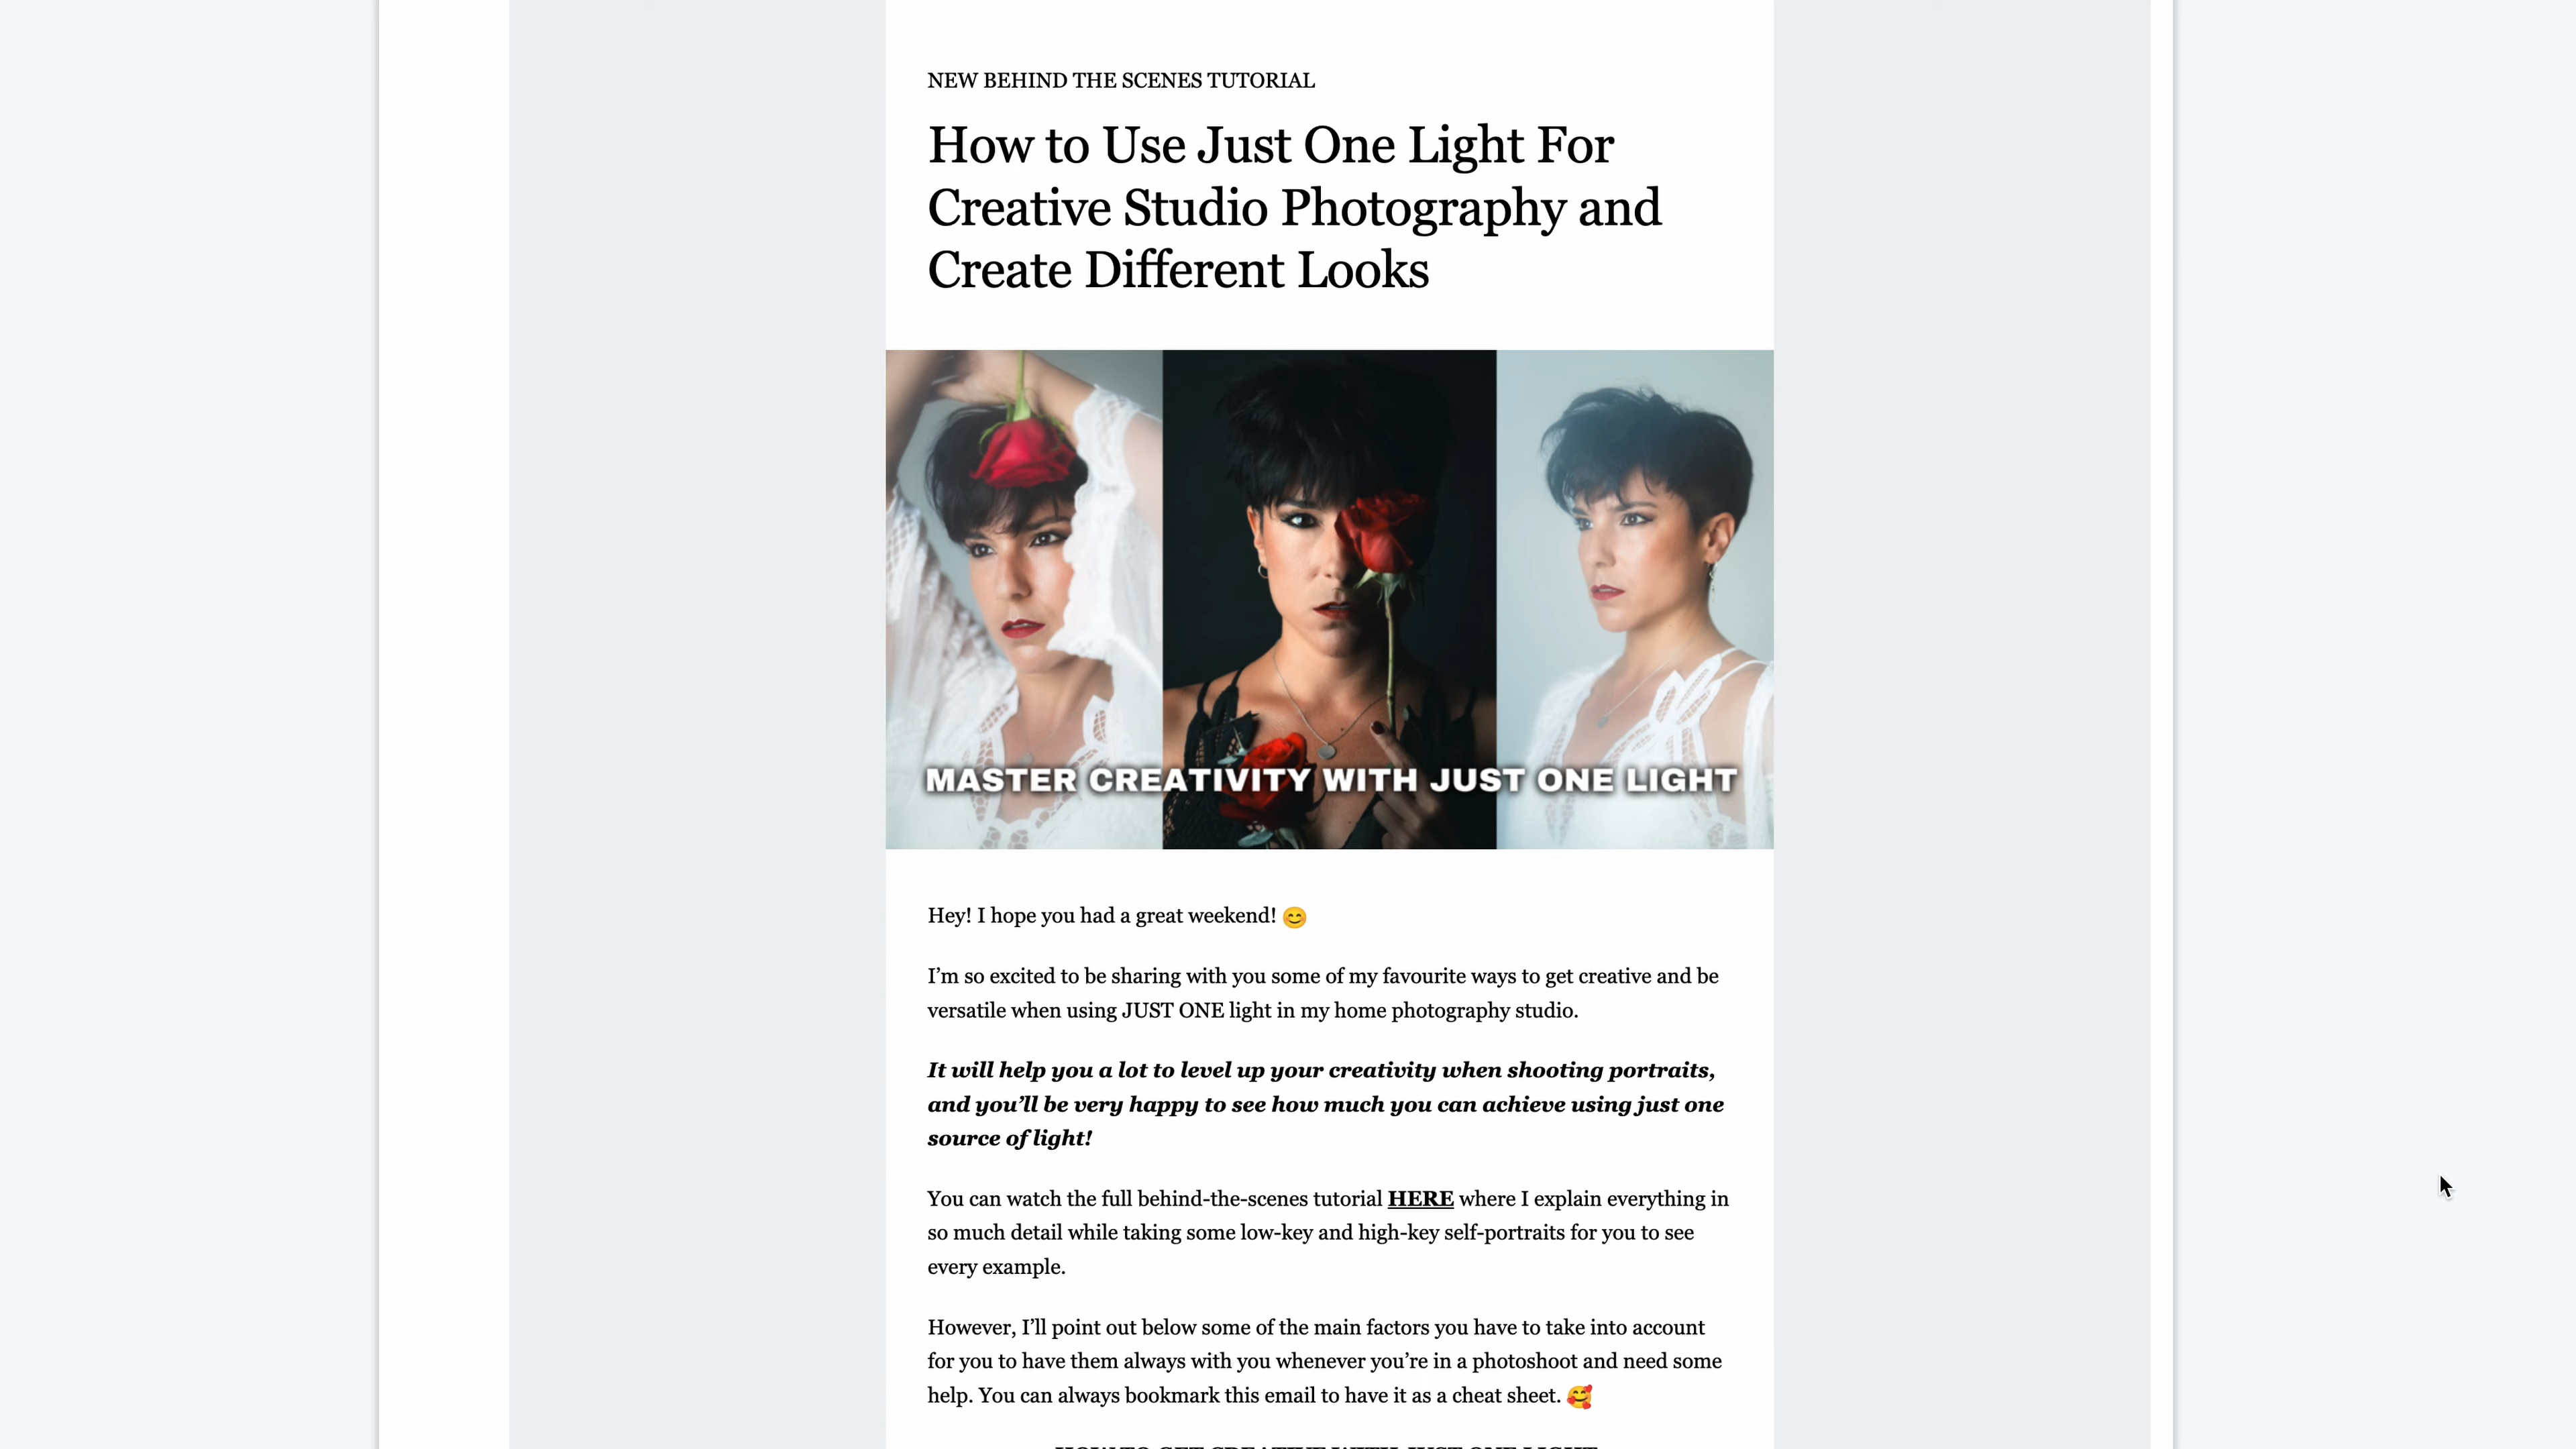 NEW BEHIND THE SCENES TUTORIAL
How to Use Just One Light For
Creative Studio Photography and
Create Different Looks
MASTER CREATIVITY WITH JUST ONE LIGHT
Hey! I hope you had a great weekend! 😊
I’m so excited to be sharing with you some of my favourite ways to get creative and be
versatile when using JUST ONE light in my home photography studio.
It will help you a lot to level up your creativity when shooting portraits,
and you’ll be very happy to see how much you can achieve using just one
source of light!
You can watch the full behind-the-scenes tutorial HERE where I explain everything in
so much detail while taking some low-key and high-key self-portraits for you to see
every example.
However, I’ll point out below some of the main factors you have to take into account
for you to have them always with you whenever you’re in a photoshoot and need some
help. You can always bookmark this email to have it as a cheat sheet. 🥰
HOW TO GET CREATIVE WITH JUST ONE LIGHT